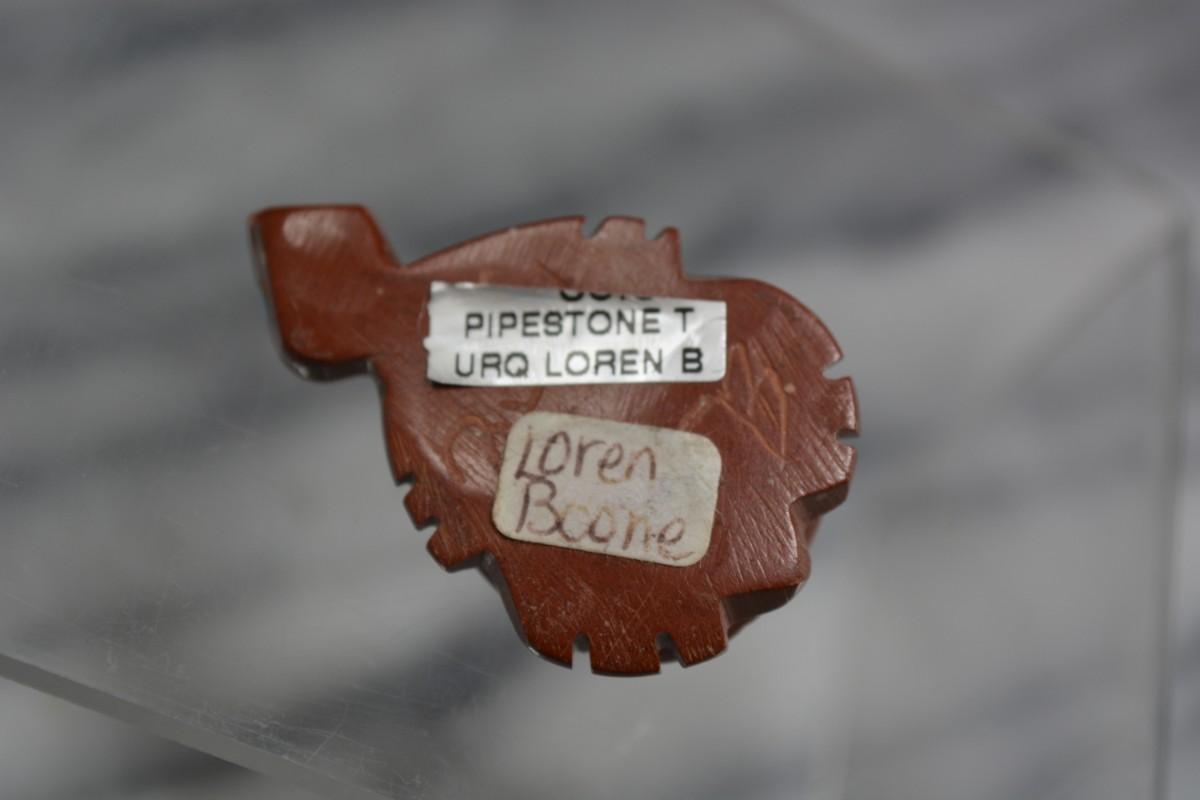 PIPESTONE T
URQ LOREN B
Loren
Boone